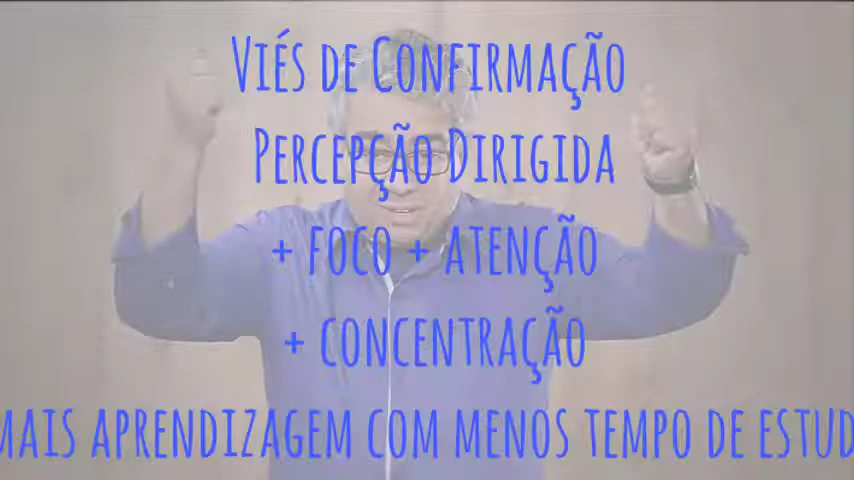 Viés de Confirmação
Percepção Dirigida
+ foco + atenção
+ concentração
mais aprendizagem com menos tempo de estud